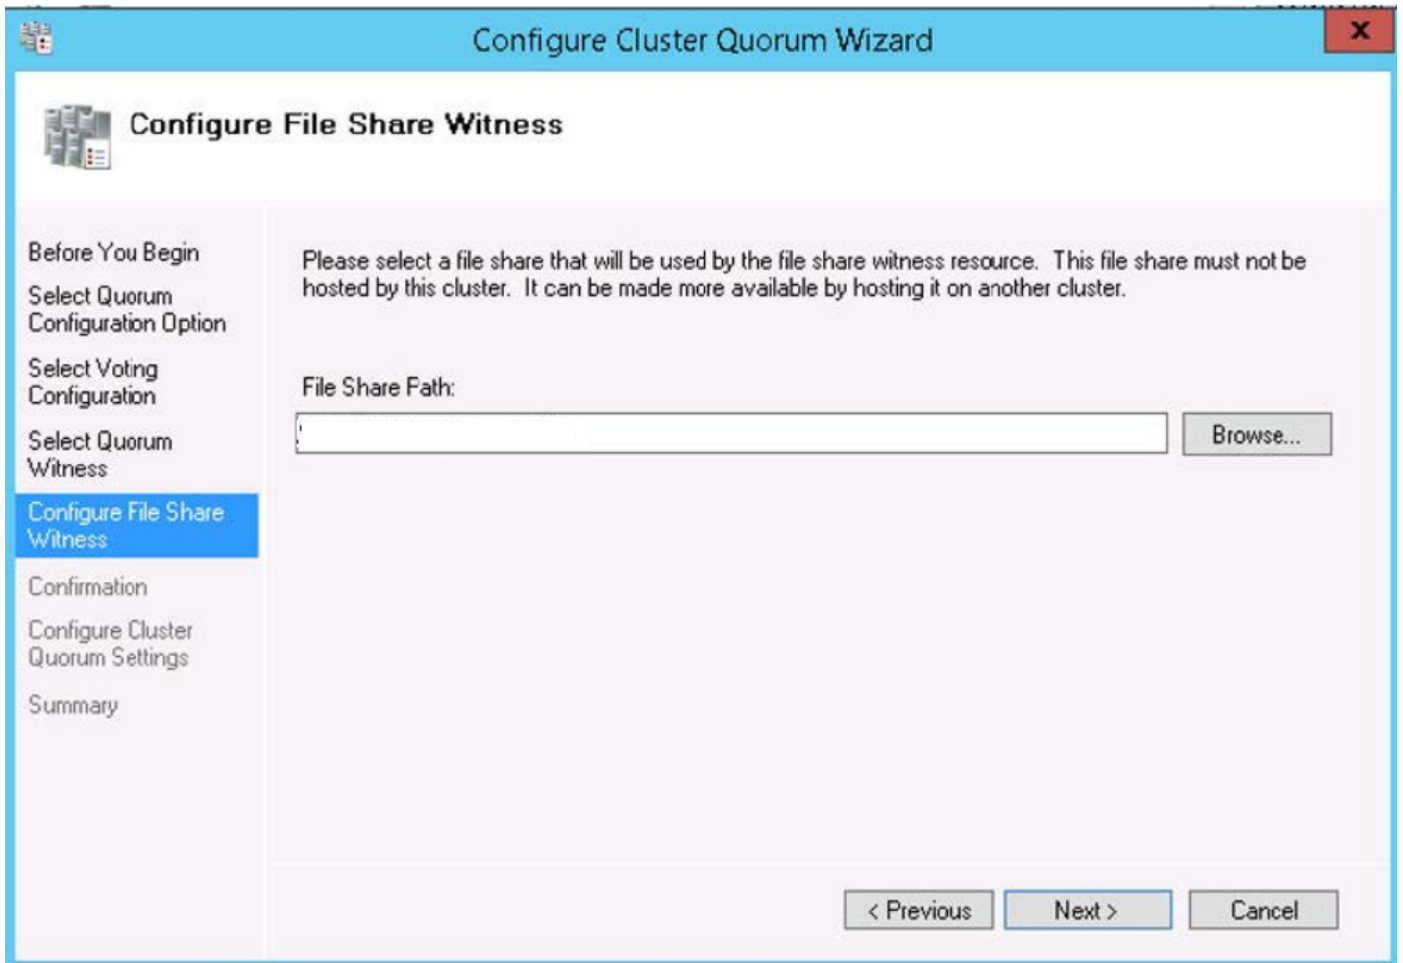 Configure Cluster Quorum Wizard
x
Configure File Share Witness
Before You Begin
Select Quorum
Configuration Option
Select Voting
Configuration
Select Quorum
Witness
Configure File Share
Witness
Confirmation
Configure Cluster
Quorum Settings
Summary
Please select a file share that will be used by the file share witness resource.  This file share must not be
hosted by this cluster.  It can be made more available by hosting it on another cluster.
File Share Path:
Browse...
< Previous
Next >
Cancel